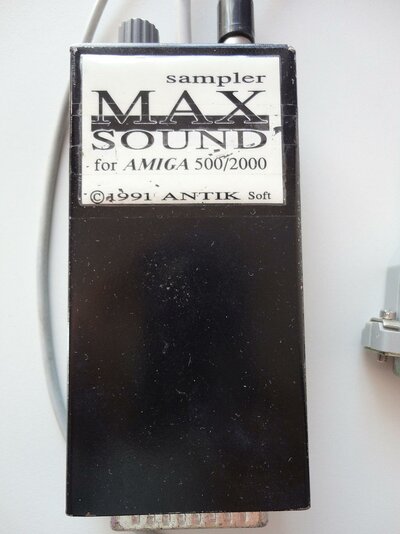 sampler
MAX
SOUND
for AMIGA 500/2000
©1991 ANTIK Soft